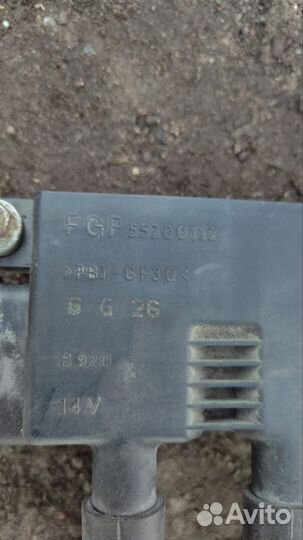 FGP 55200112
>PBT-GF30<
6 G 26
B920
14V
Avito